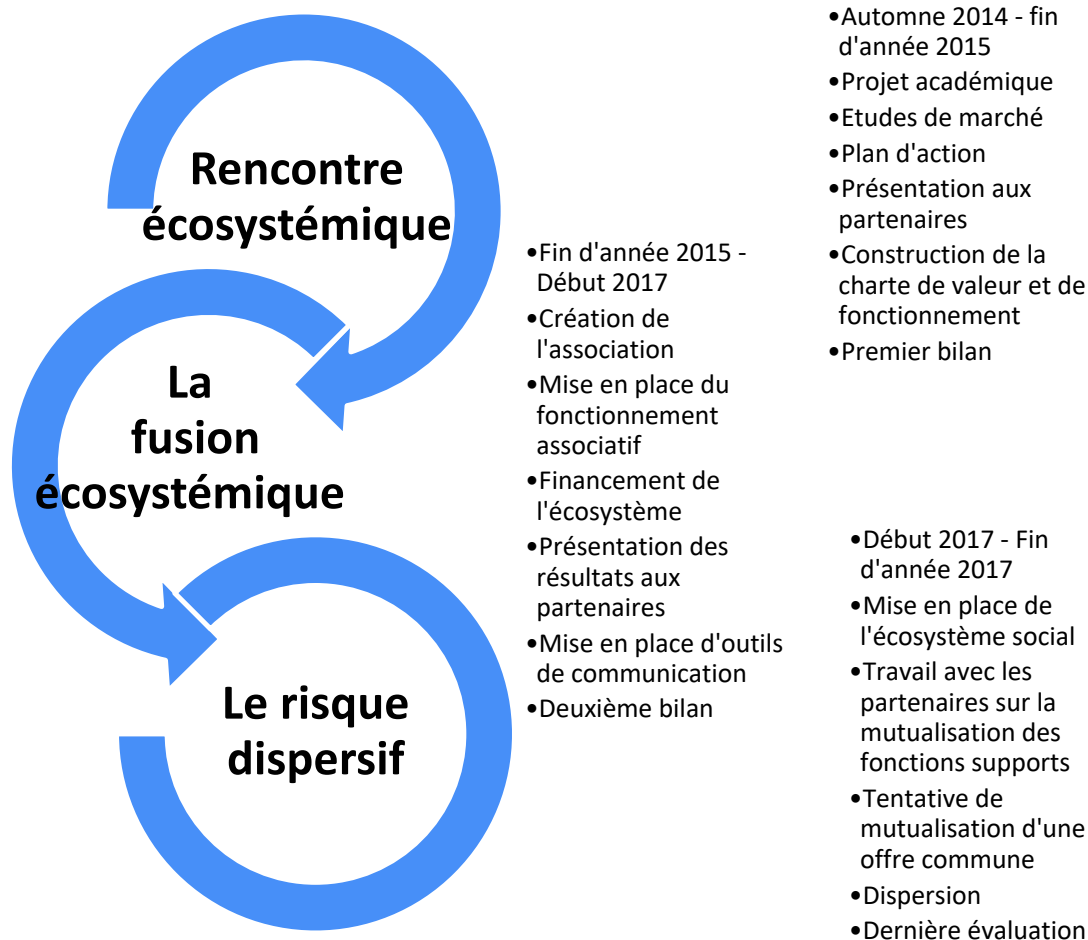 Rencontre
écosystémique
•Automne 2014 - fin
d'année 2015
•Projet académique
•Etudes de marché
•Plan d'action
•Présentation aux
partenaires
•Construction de la
charte de valeur et de
fonctionnement
•Premier bilan
La
fusion
écosystémique
•Fin d'année 2015 -
Début 2017
•Création de
l'association
•Mise en place du
fonctionnement
associatif
•Financement de
l'écosystème
•Présentation des
résultats aux
partenaires
•Mise en place d'outils
de communication
•Deuxième bilan
Le risque
dispersif
•Début 2017 - Fin
d'année 2017
•Mise en place de
l'écosystème social
•Travail avec les
partenaires sur la
mutualisation des
fonctions supports
•Tentative de
mutualisation d'une
offre commune
•Dispersion
•Dernière évaluation